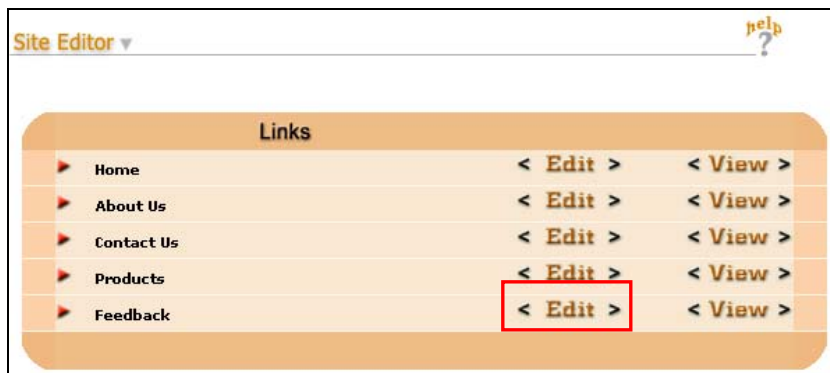 help
Site Editor ?
Links
Home < Edit > < View >
About Us < Edit > < View >
Contact Us < Edit > < View >
Products < Edit > < View >
Feedback < Edit > < View >